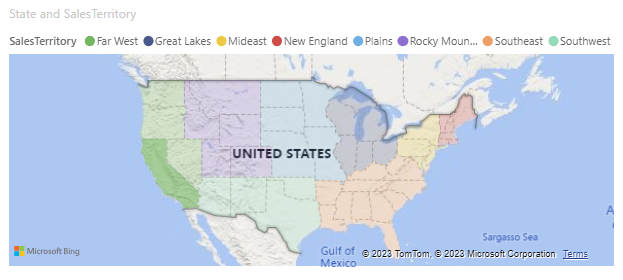 State and SalesTerritory
SalesTerritory Far West Great Lakes Mideast New England Plains Rocky Moun... Southeast Southwest
UNITED STATES
Sargasso Sea
Gulf of
Mexico
A
Microsoft Bing
© 2023 TomTom, © 2023 Microsoft Corporation Terms